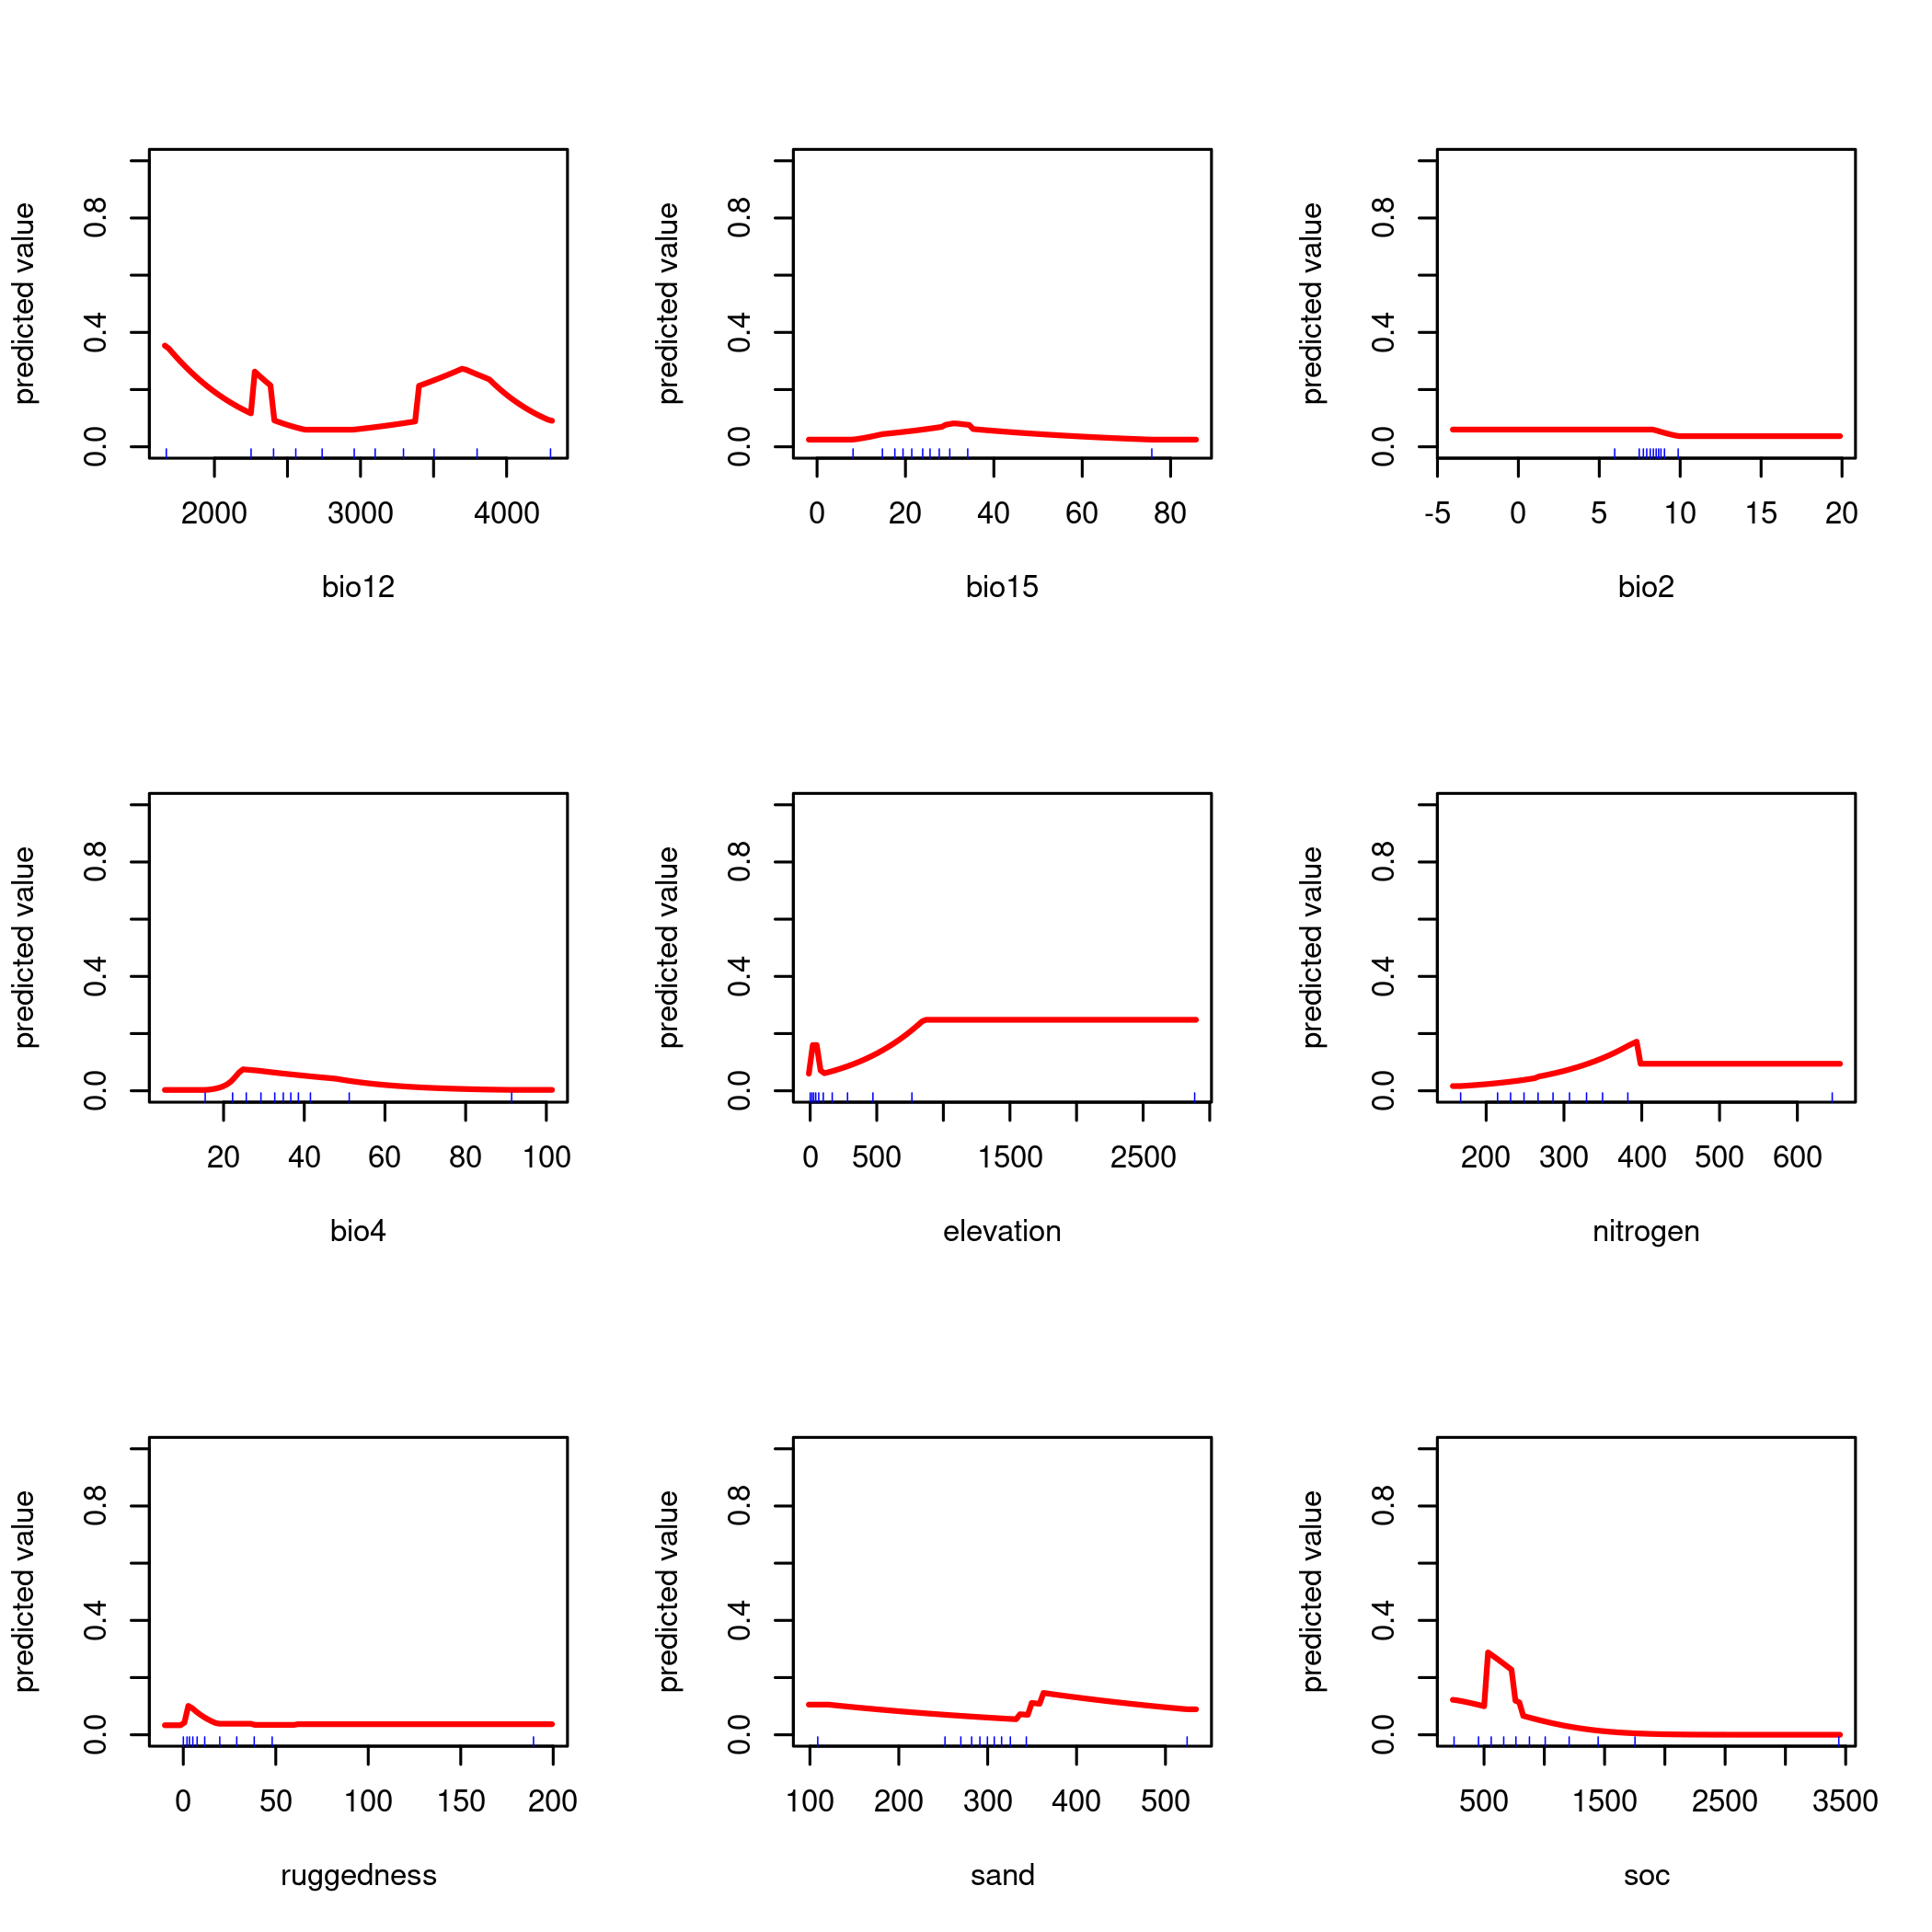 predicted value
0.0 0.4 0.8
2000 3000 4000
bio12
predicted value
0.0 0.4 0.8
0 20 40 60 80
bio15
predicted value
0.0 0.4 0.8
-5 0 5 10 15 20
bio2
predicted value
0.0 0.4 0.8
20 40 60 80 100
bio4
predicted value
0.0 0.4 0.8
0 500 1500 2500
elevation
predicted value
0.0 0.4 0.8
200 300 400 500 600
nitrogen
predicted value
0.0 0.4 0.8
0 50 100 150 200
ruggedness
predicted value
0.0 0.4 0.8
100 200 300 400 500
sand
predicted value
0.0 0.4 0.8
500 1500 2500 3500
soc